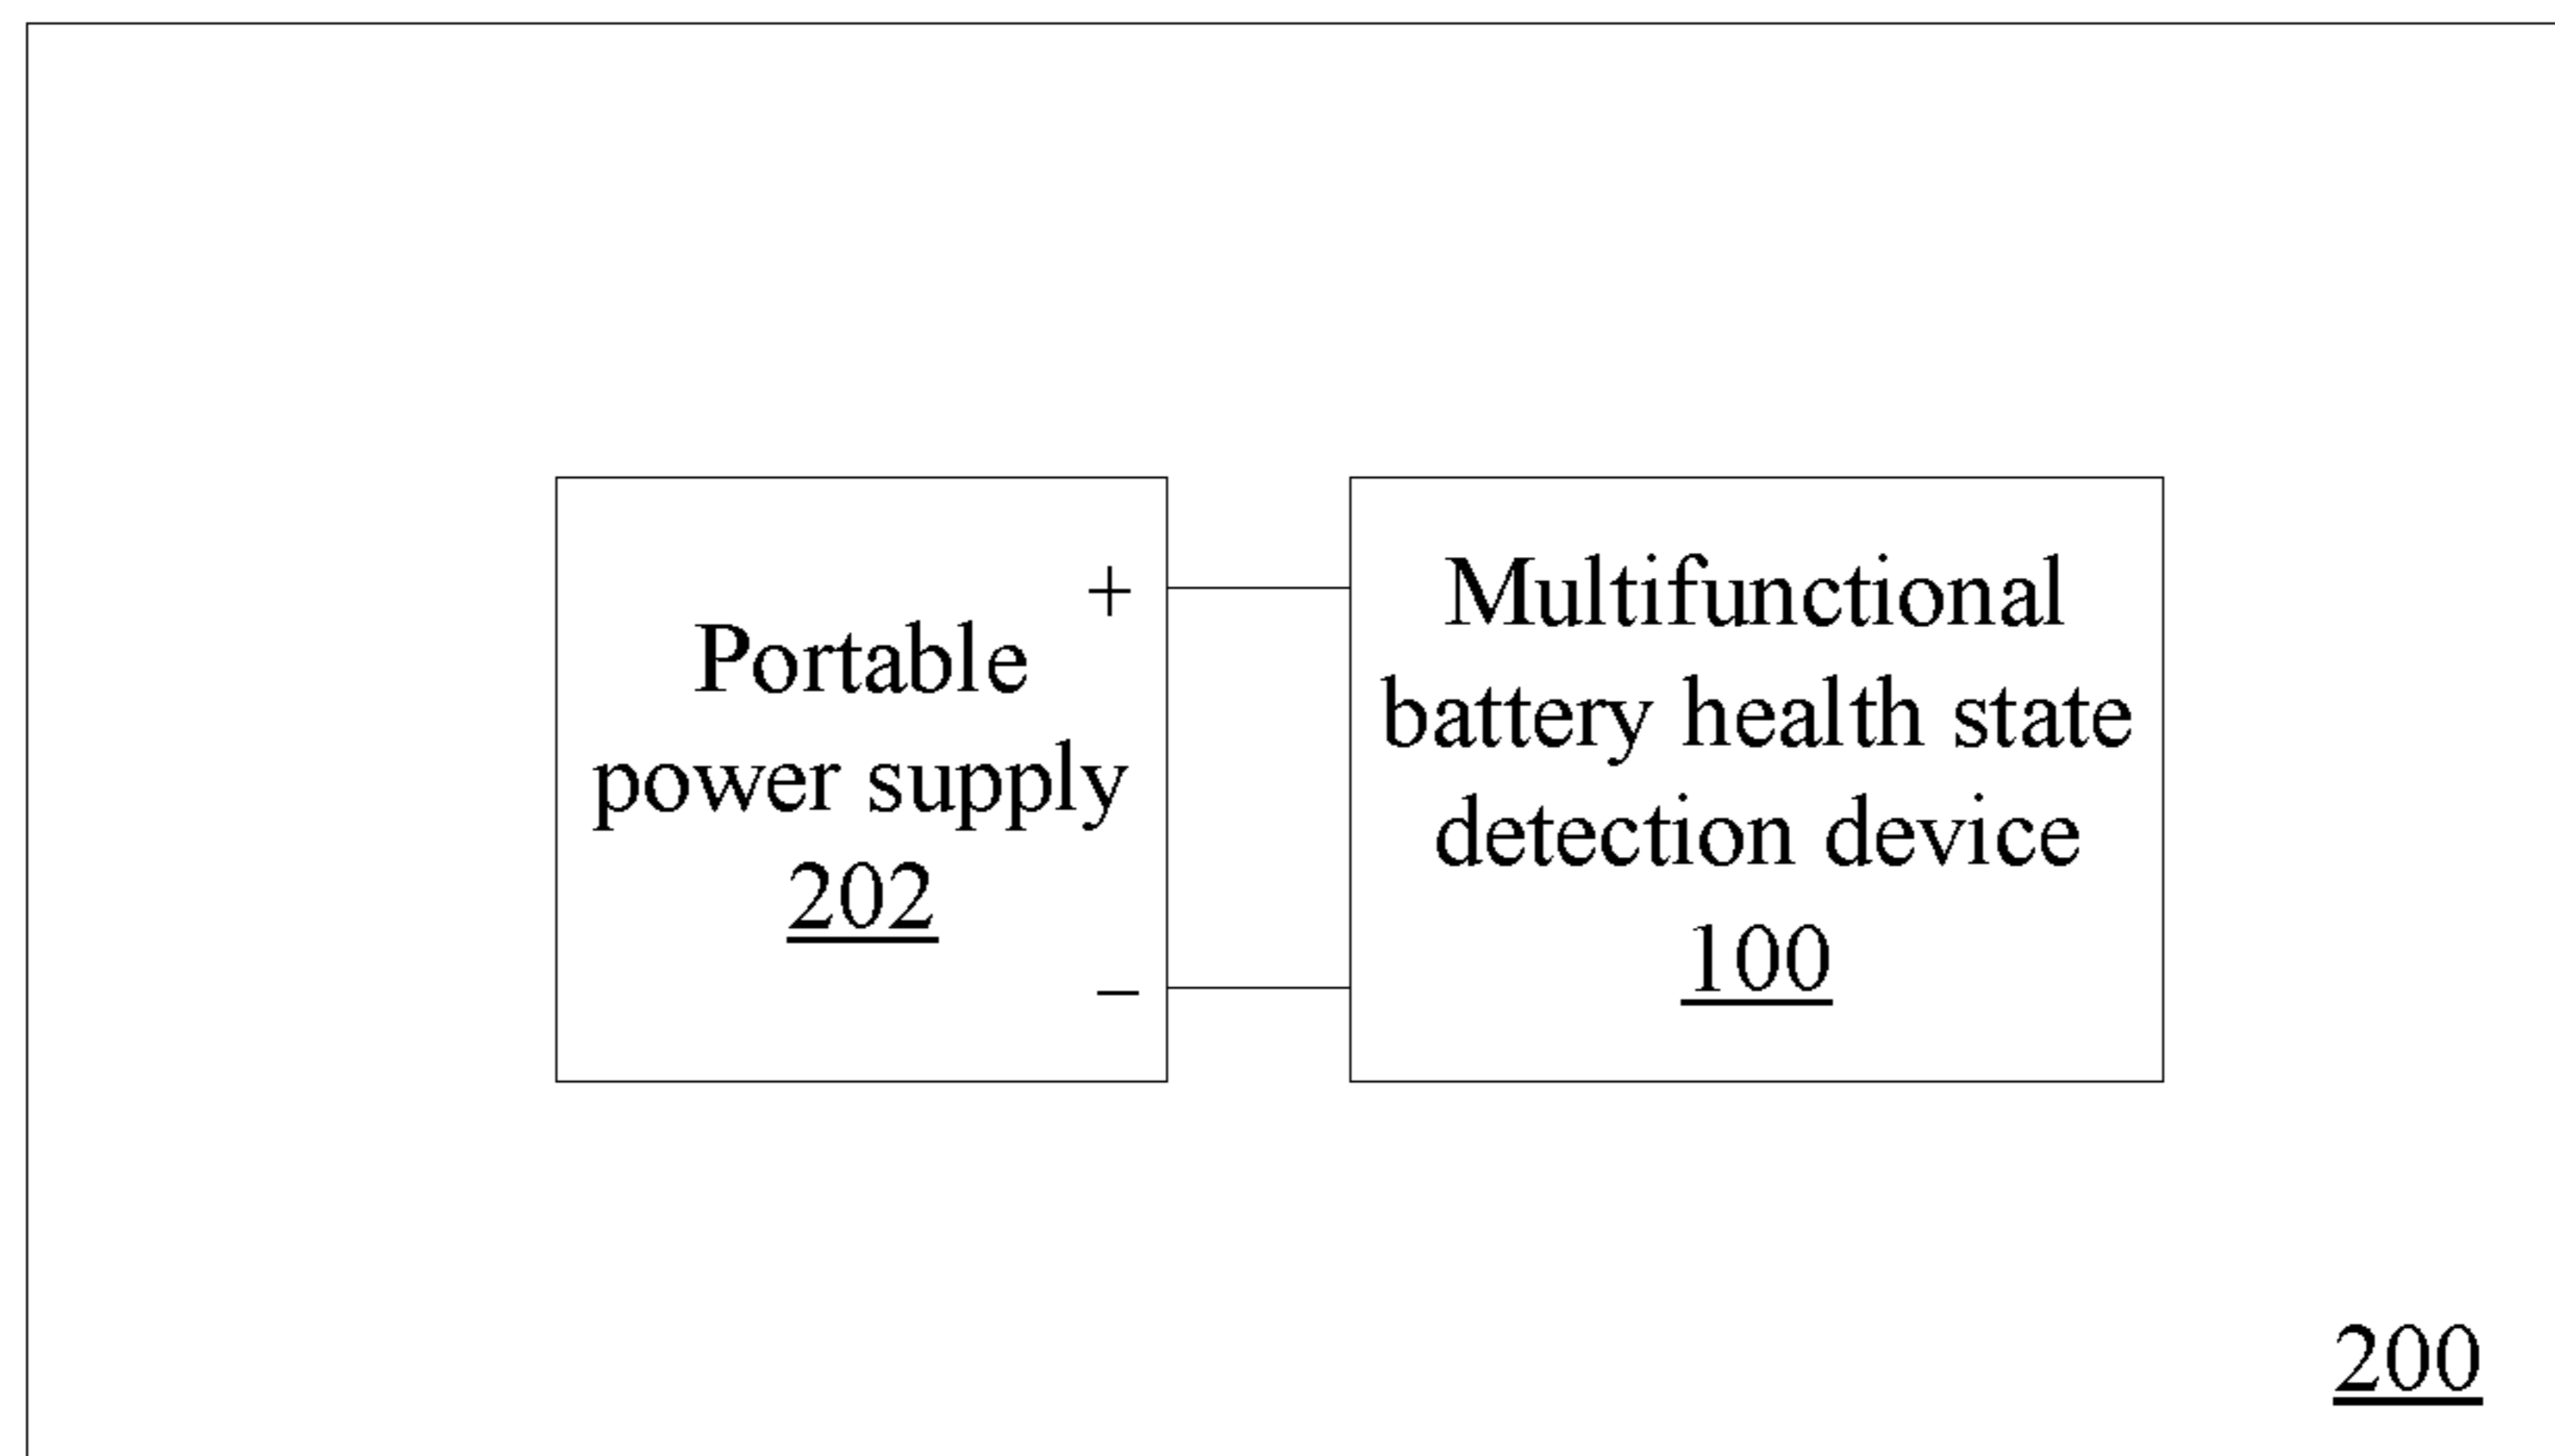 +
Portable
power supply
202
−
Multifunctional
battery health state
detection device
100
200